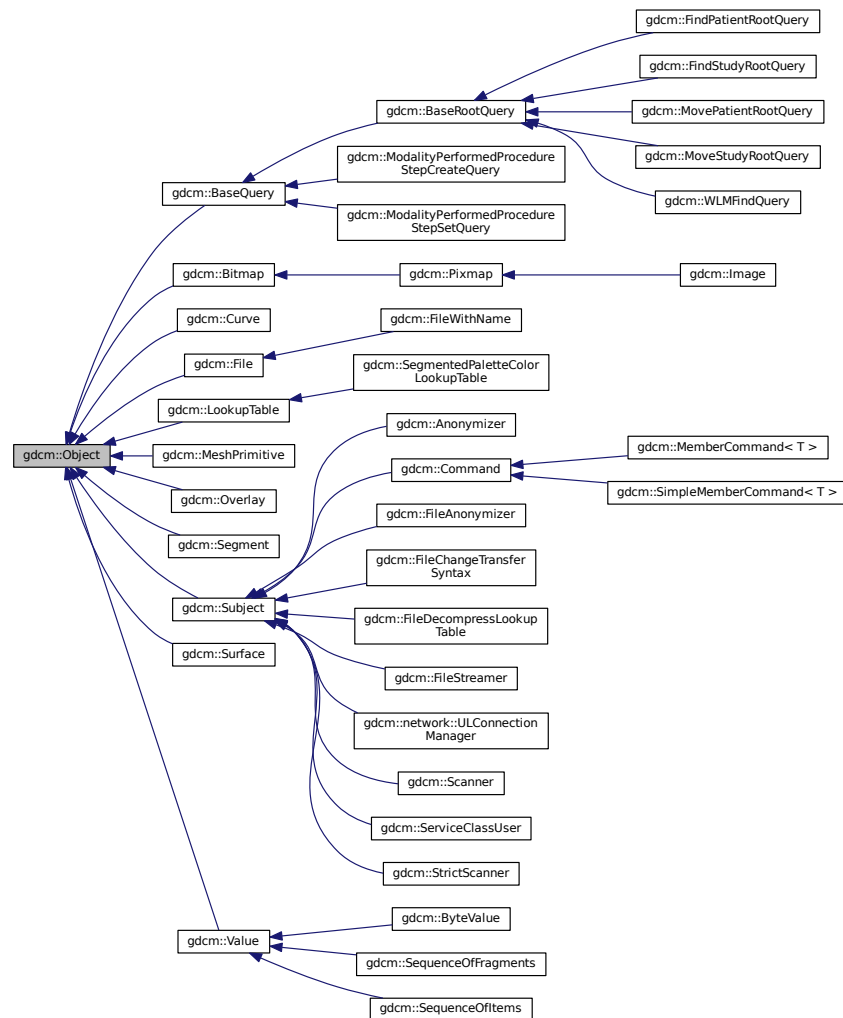 gdcm::FindPatientRootQuery
gdcm::FindStudyRootQuery
gdcm::BaseRootQuery
gdcm::MovePatientRootQuery
gdcm::MoveStudyRootQuery
gdcm::ModalityPerformedProcedure
StepCreateQuery
gdcm::BaseQuery
gdcm::WLMFindQuery
gdcm::ModalityPerformedProcedure
StepSetQuery
gdcm::Bitmap
gdcm::Pixmap
gdcm::Image
gdcm::Curve
gdcm::FileWithName
gdcm::File
gdcm::SegmentedPaletteColor
LookupTable
gdcm::LookupTable
gdcm::Anonymizer
gdcm::Object
gdcm::MeshPrimitive
gdcm::Command
gdcm::MemberCommand< T >
gdcm::SimpleMemberCommand< T >
gdcm::Overlay
gdcm::FileAnonymizer
gdcm::Segment
gdcm::FileChangeTransfer
Syntax
gdcm::Subject
gdcm::FileDecompressLookup
Table
gdcm::Surface
gdcm::FileStreamer
gdcm::network::ULConnection
Manager
gdcm::Scanner
gdcm::ServiceClassUser
gdcm::StrictScanner
gdcm::ByteValue
gdcm::Value
gdcm::SequenceOfFragments
gdcm::SequenceOfItems